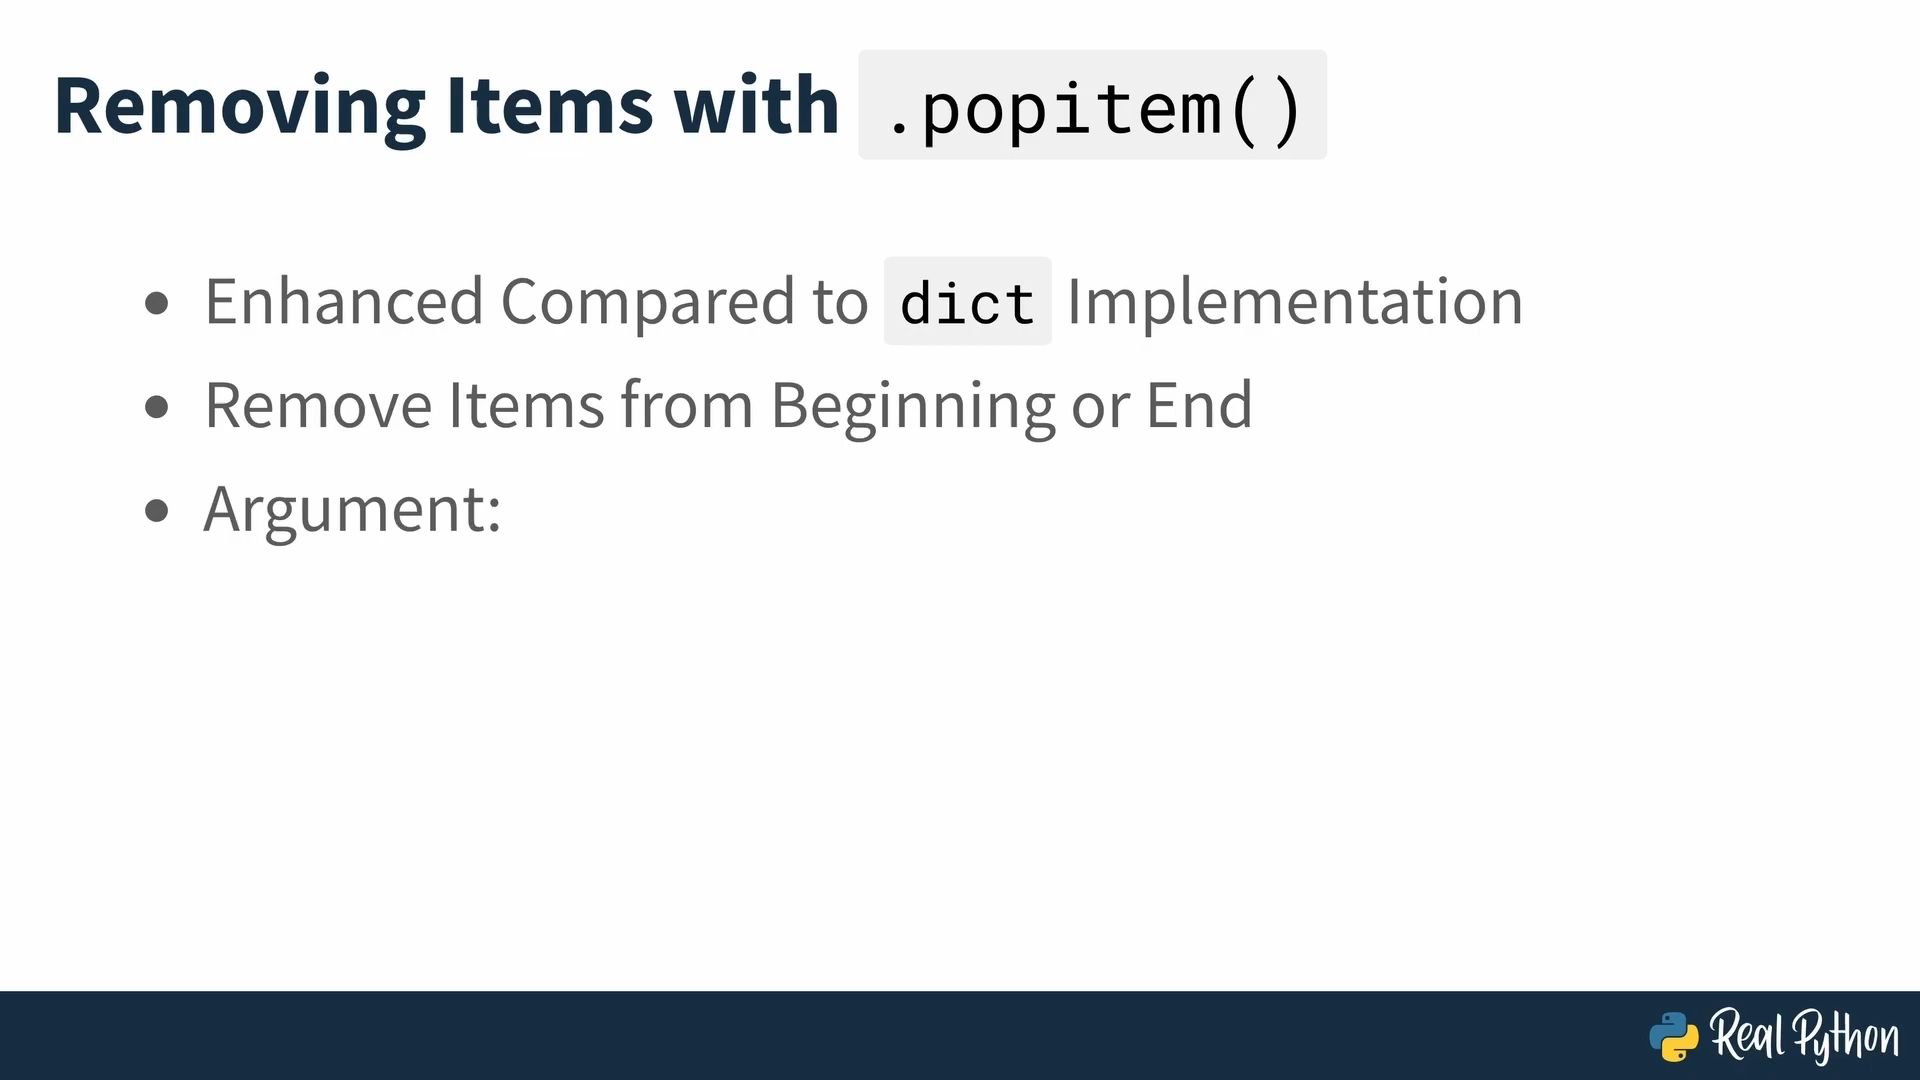 Removing Items with .popitem()
Enhanced Compared to dict Implementation
Remove Items from Beginning or End
Argument:
Real Python